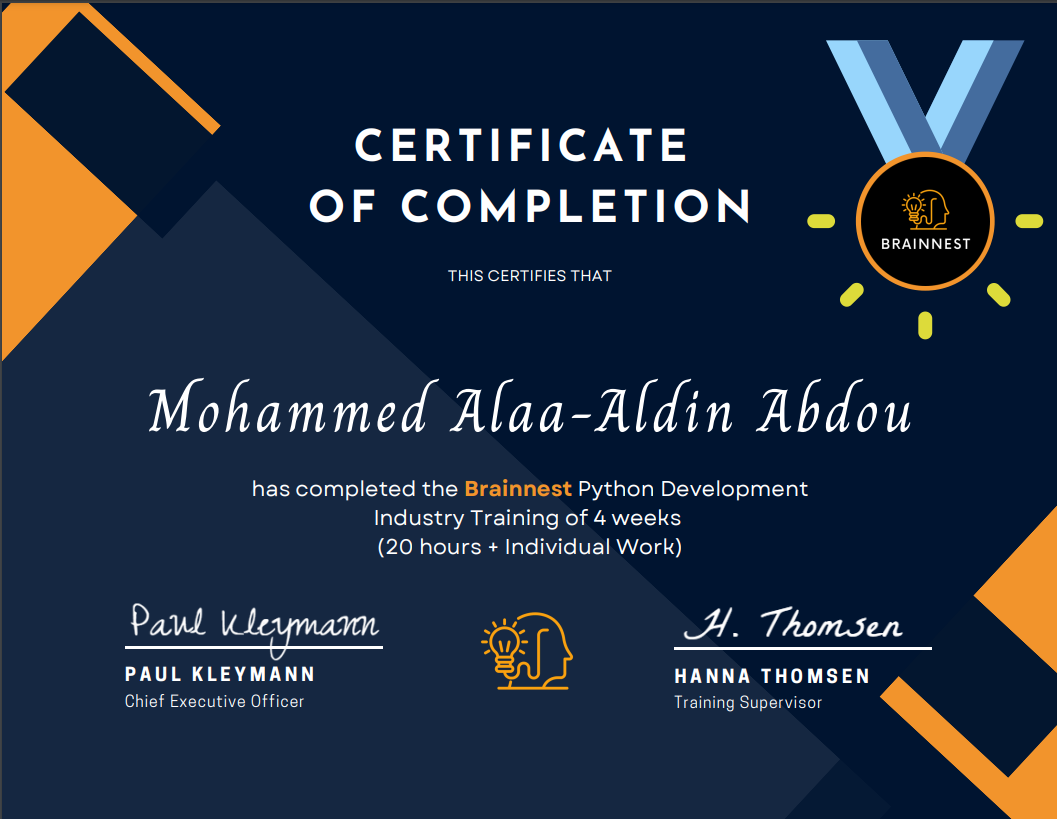 CERTIFICATE
OF COMPLETION
BRAINNEST
THIS CERTIFIES THAT
Mohammed Alaa-Aldin Abdou
has completed the Brainnest Python Development
Industry Training of 4 weeks
(20 hours + Individual Work)
Paul Kleymann
H. Thomsen
PAUL KLEYMANN
HANNA THOMSEN
Chief Executive Officer
Training Supervisor